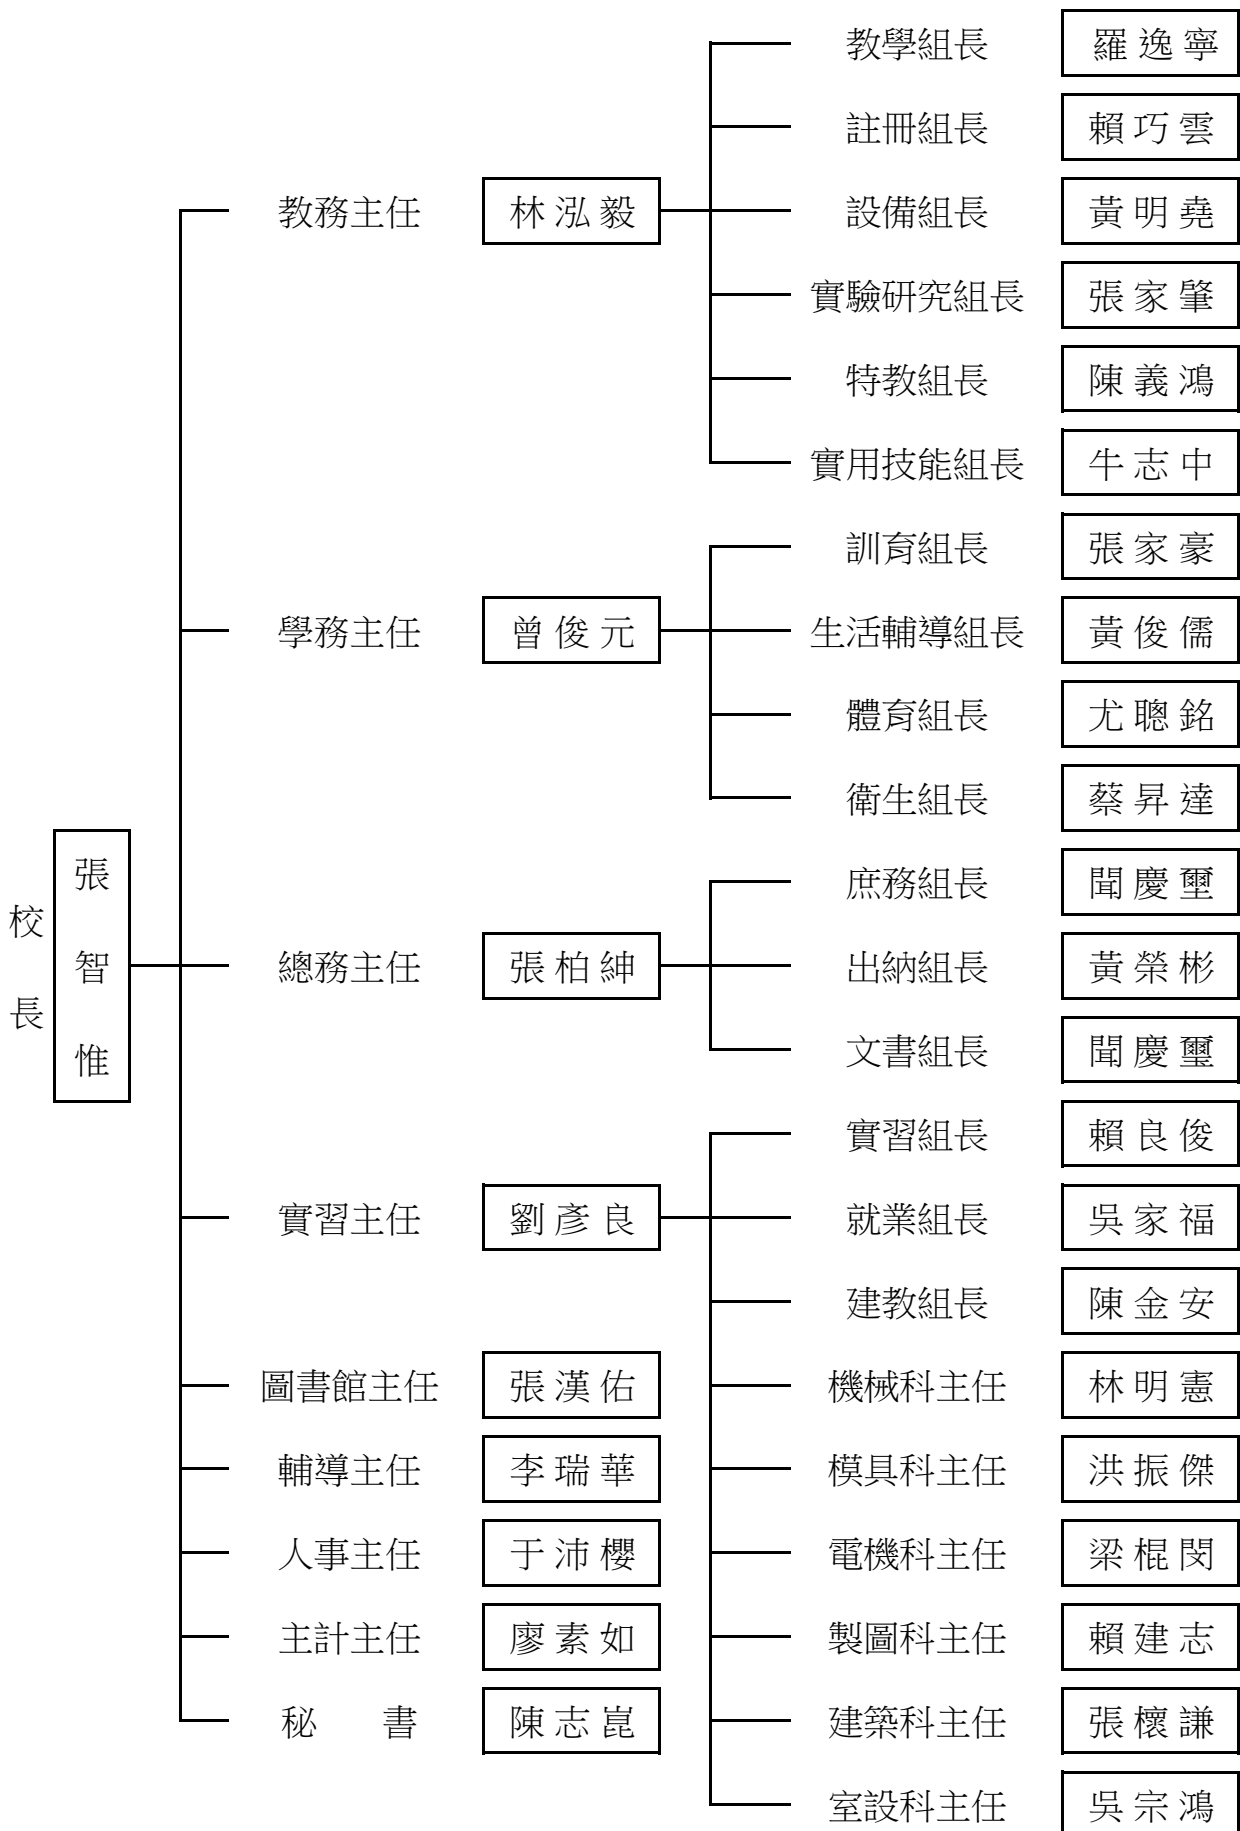 教學組長 羅逸寧
註冊組長 賴巧雲
教務主任 林泓毅 設備組長 黃明堯
實驗研究組長 張家肇
特教組長 陳義鴻
實用技能組長 牛志中
訓育組長 張家豪
學務主任 曾俊元 生活輔導組長 黃俊儒
體育組長 尤聰銘
衛生組長 蔡昇達
庶務組長 聞慶壐
校長 張智惟 總務主任 張柏紳 出納組長 黃榮彬
文書組長 聞慶璽
實習組長 賴良俊
實習主任 劉彥良 就業組長 吳家福
建教組長 陳金安
圖書館主任 張漢佑 機械科主任 林明憲
輔導主任 李瑞華 模具科主任 洪振傑
人事主任 于沛櫻 電機科主任 梁棍閔
主計主任 廖素如 製圖科主任 賴建志
秘書 陳志崑 建築科主任 張櫰謙
室設科主任 吳宗鴻